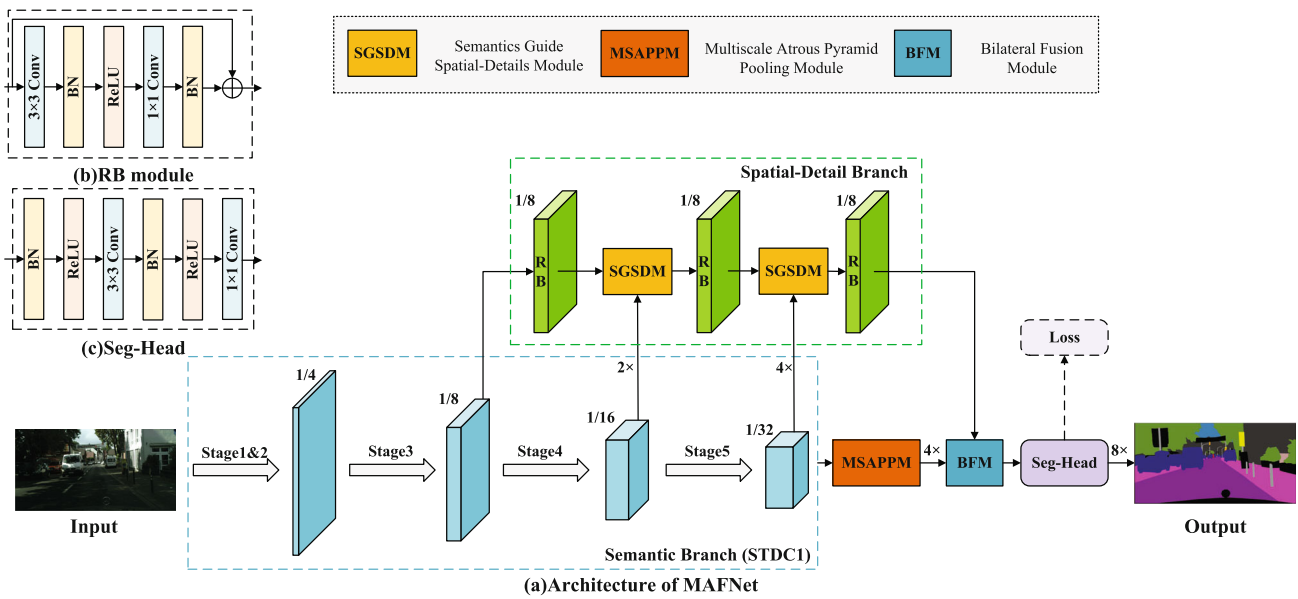 3×3 Conv
BN
ReLU
1×1 Conv
BN
(b)RB module
BN
ReLU
3×3 Conv
BN
ReLU
1×1 Conv
(c)Seg-Head
SGSDM
Semantics Guide
Spatial-Details Module
MSAPPM
Multiscale Atrous Pyramid
Pooling Module
BFM
Bilateral Fusion
Module
Spatial-Detail Branch
1/8
RB
SGSDM
1/8
RB
SGSDM
1/8
RB
2×
4×
Loss
Input
Stage1&2
1/4
Stage3
1/8
Stage4
1/16
Stage5
1/32
MSAPPM
4×
BFM
Seg-Head
8×
Output
Semantic Branch (STDC1)
(a)Architecture of MAFNet